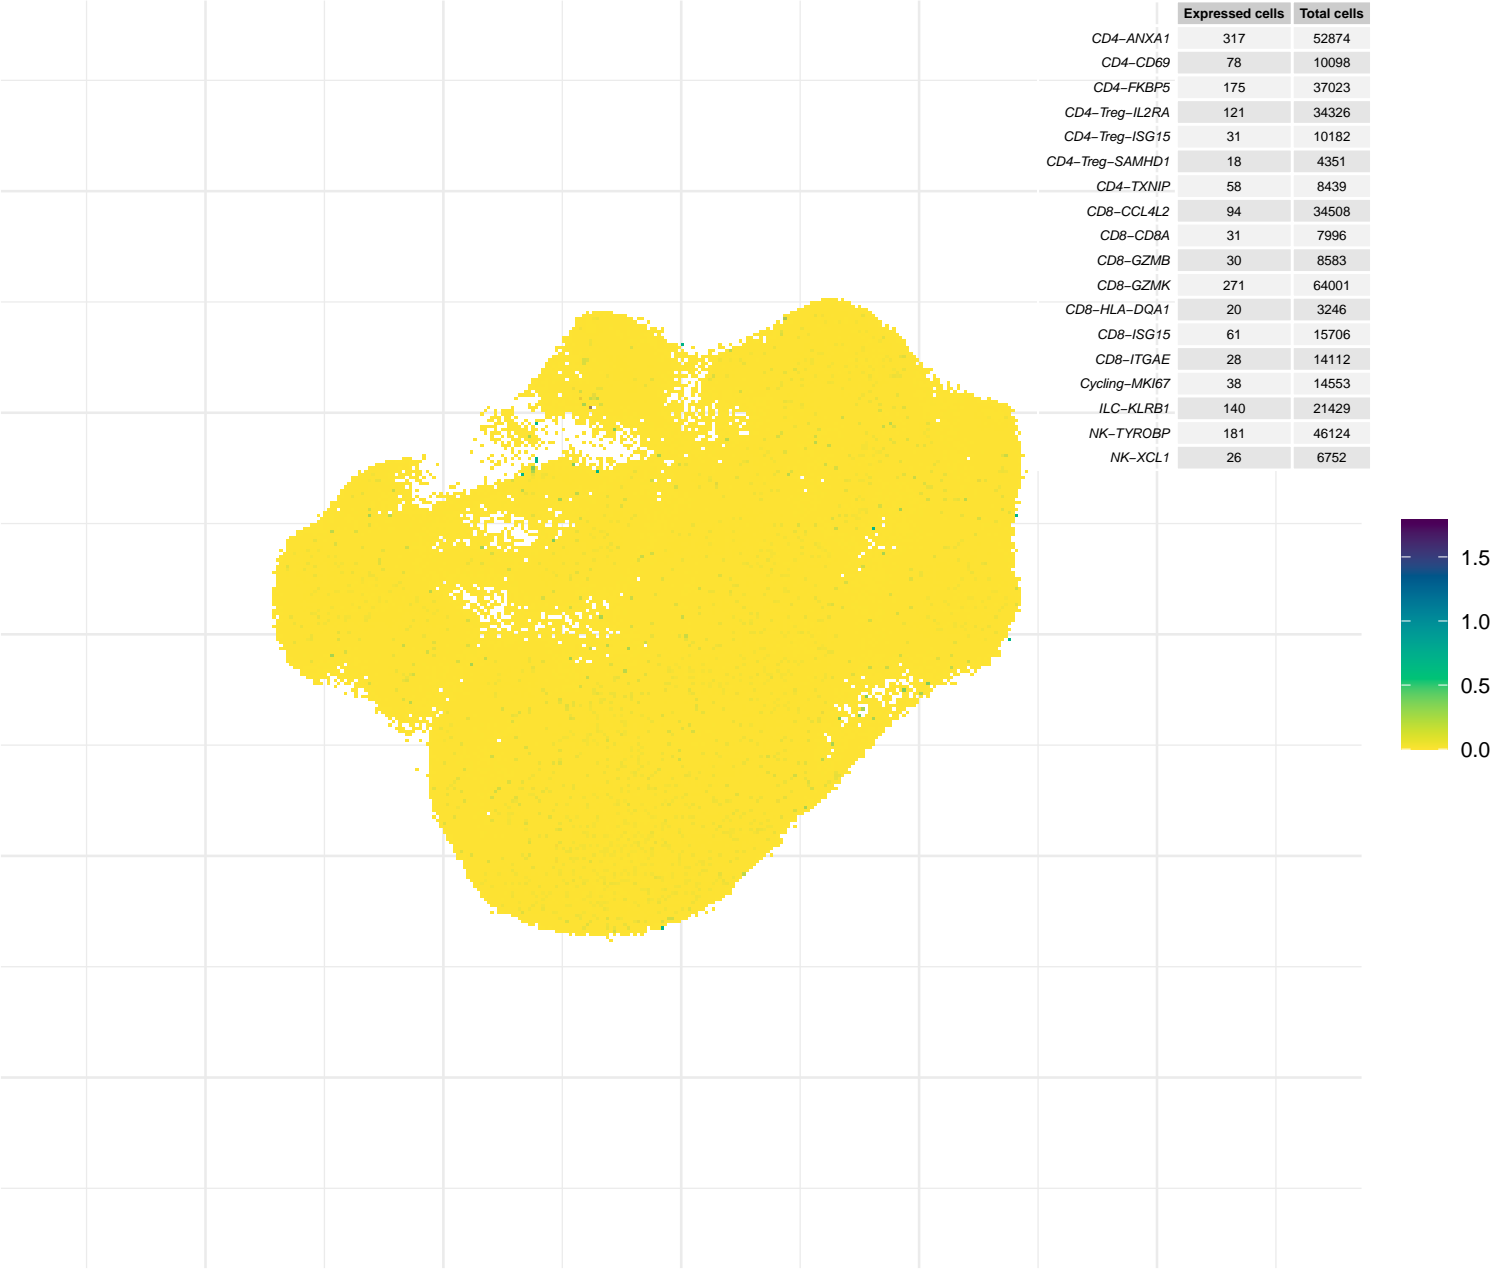 Expressed cells Total cells
CD4−ANXA1 317 52874
CD4−CD69 78 10098
CD4−FKBP5 175 37023
CD4−Treg−IL2RA 121 34326
CD4−Treg−ISG15 31 10182
CD4−Treg−SAMHD1 18 4351
CD4−TXNIP 58 8439
CD8−CCL4L2 94 34508
CD8−CD8A 31 7996
CD8−GZMB 30 8583
CD8−GZMK 271 64001
CD8−HLA−DQA1 20 3246
CD8−ISG15 61 15706
CD8−ITGAE 28 14112
Cycling−MKI67 38 14553
ILC−KLRB1 140 21429
NK−TYROBP 181 46124
NK−XCL1 26 6752
1.5
1.0
0.5
0.0